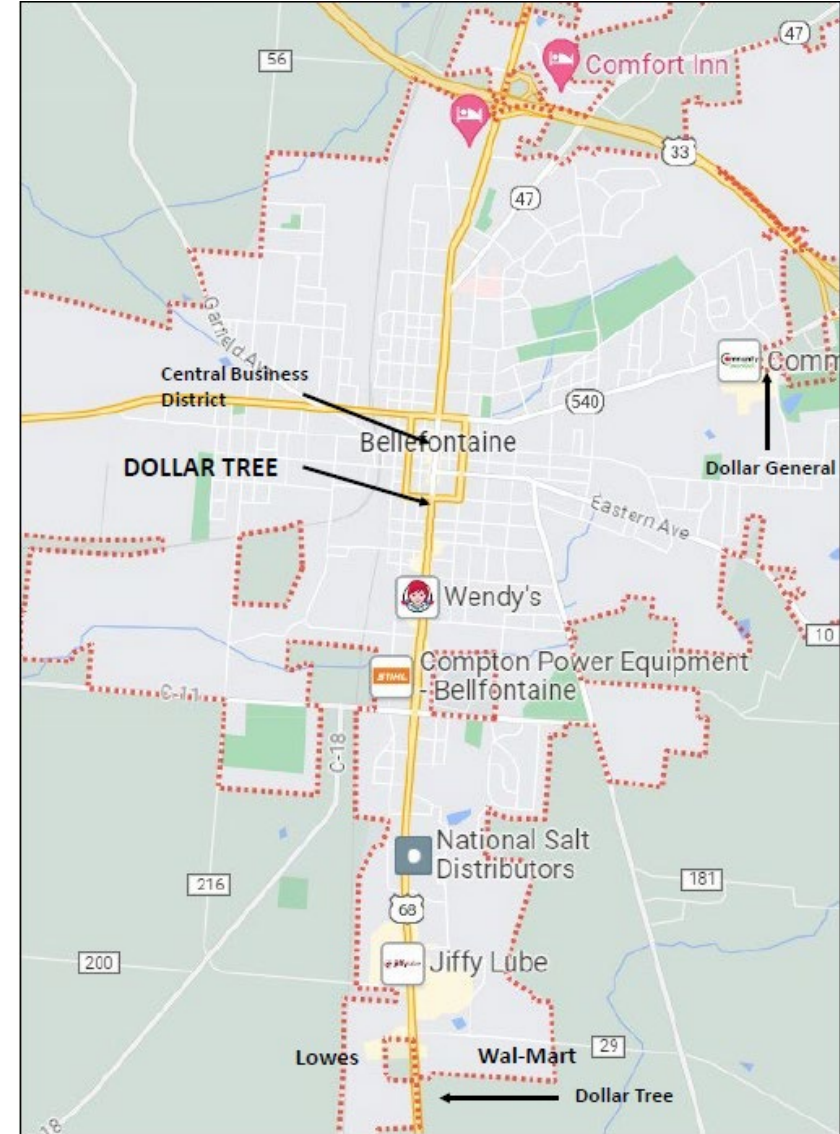 47
56
Comfort Inn
33
47
Garfield Av
Central Business
District
Comm
540
Bellefontaine
DOLLAR TREE
Dollar General
Eastern Ave
Wendy's
10
Compton Power Equipment
- Bellfontaine
STIHL
C-11
C-18
National Salt
Distributors
181
216
68
200
Jiffy Lube
Lowes
Wal-Mart
29
Dollar Tree